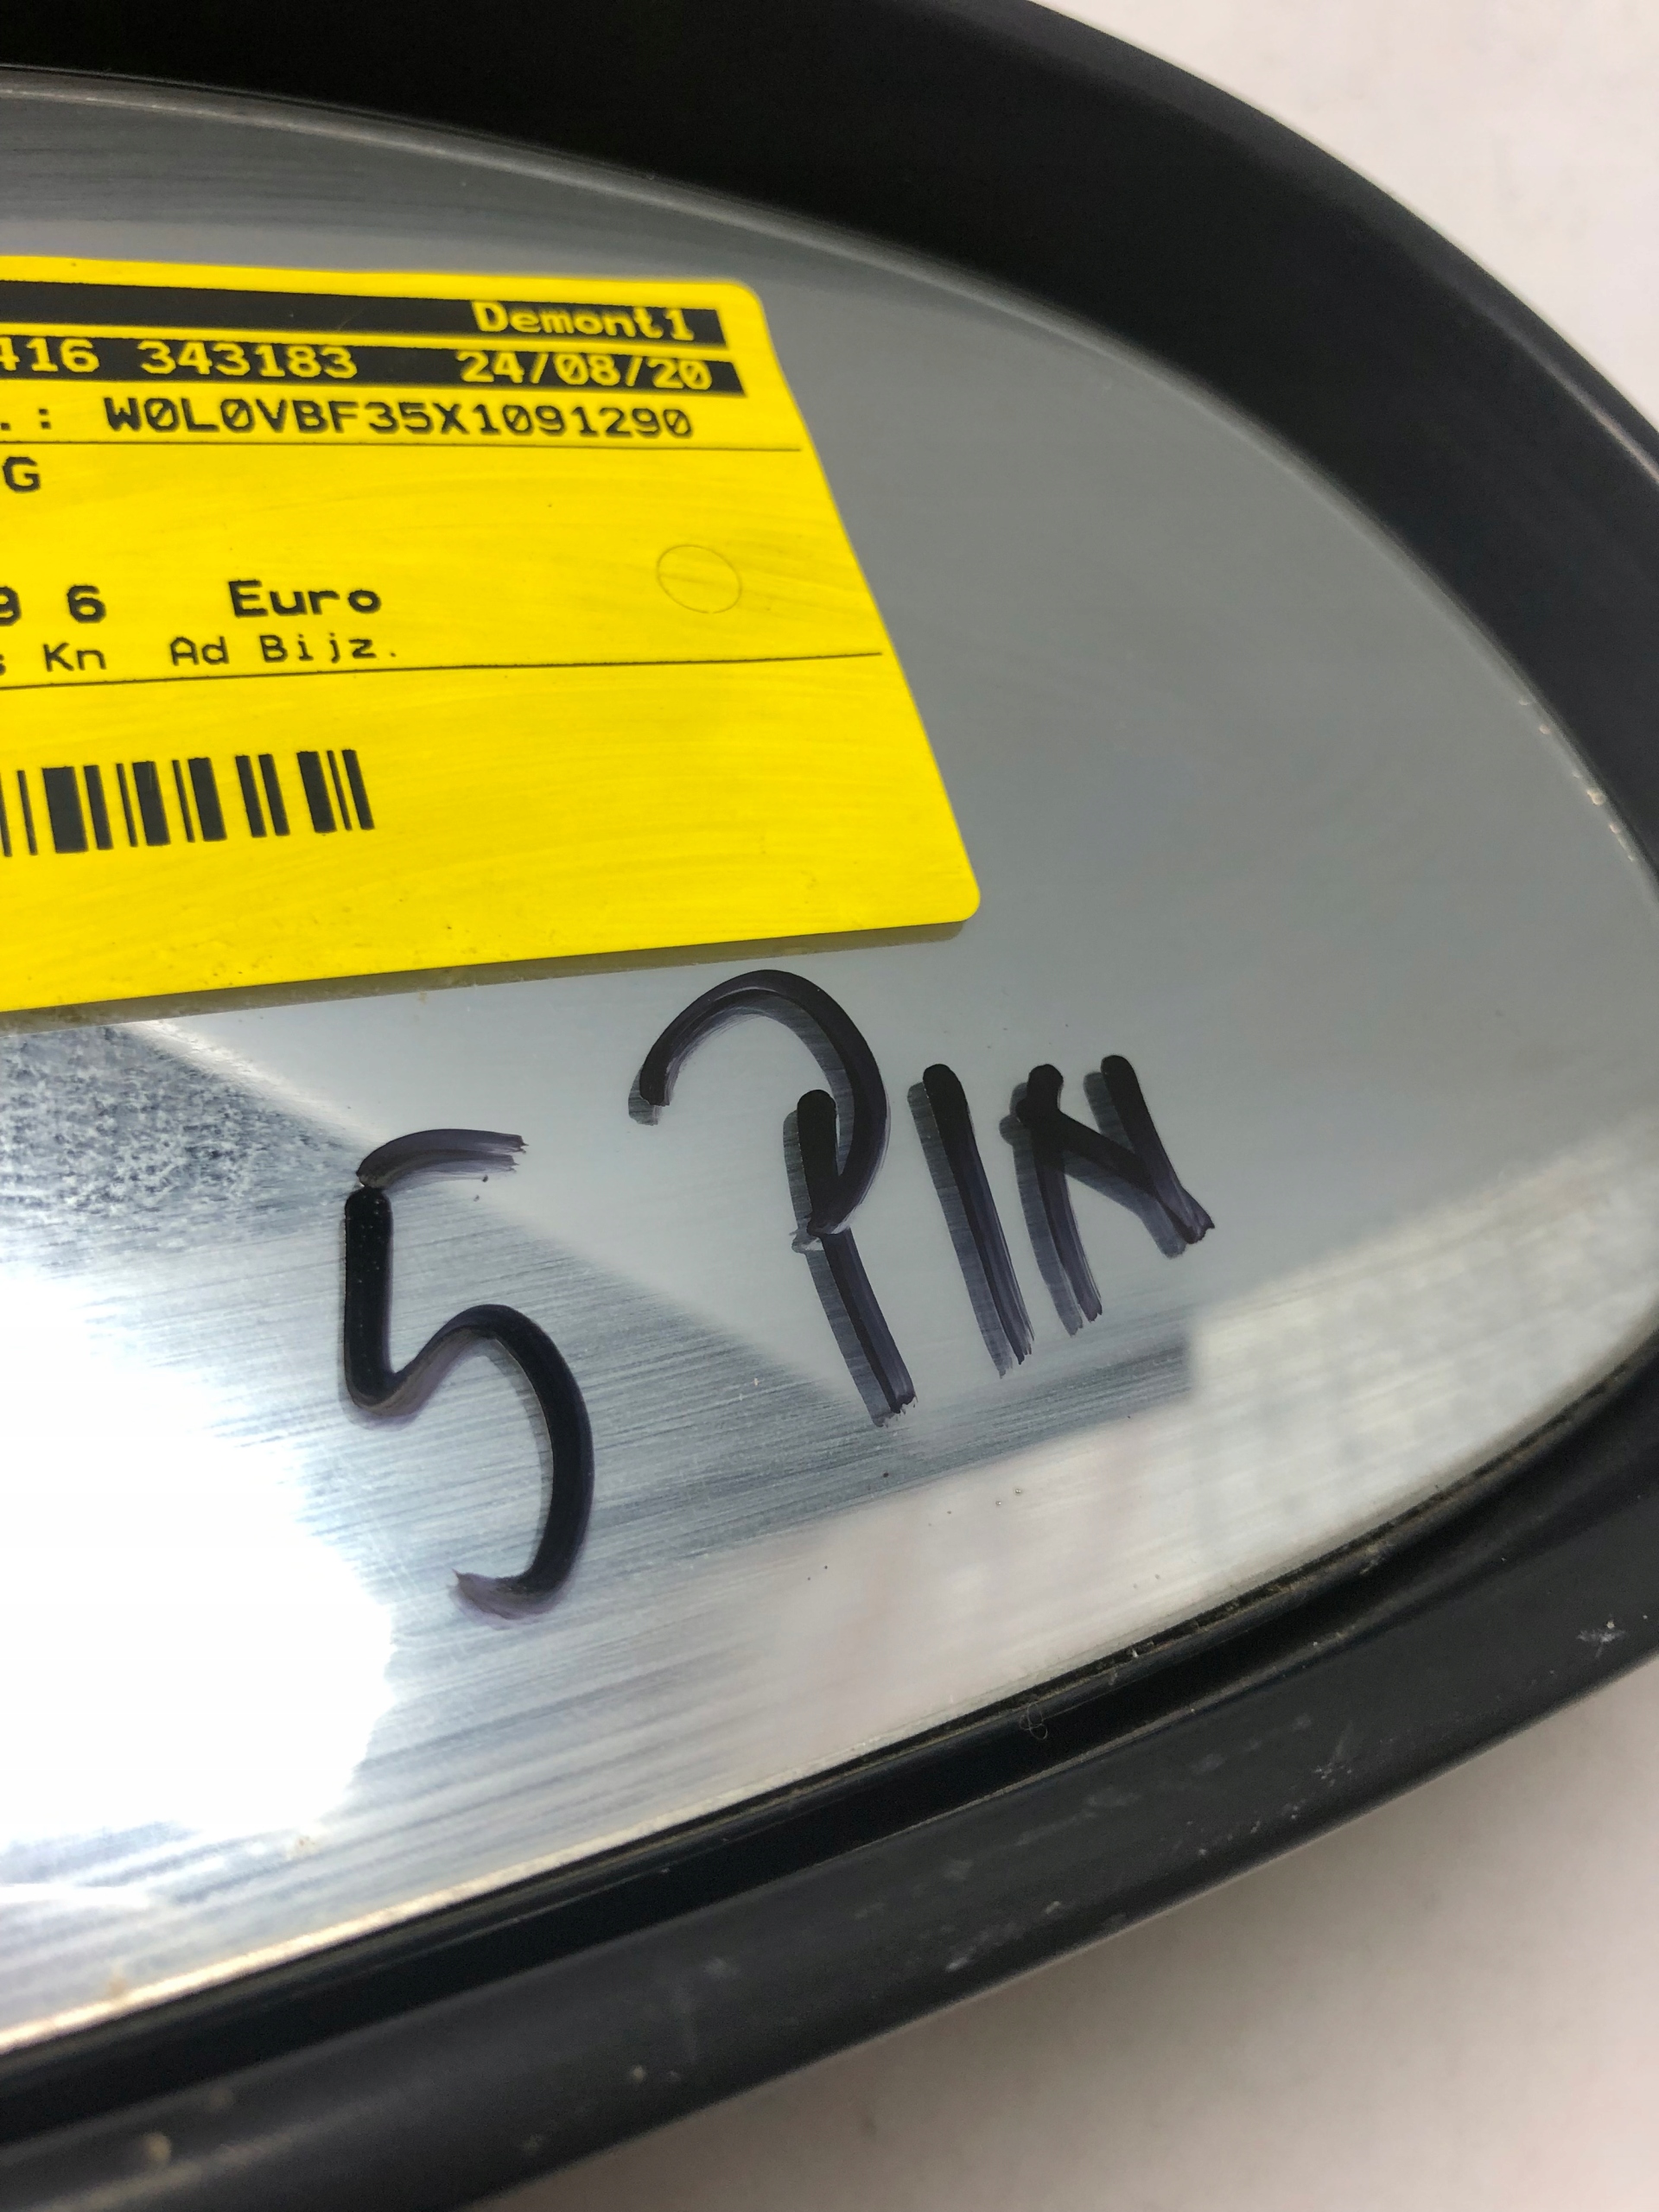 Demont1
416 343183 24/08/20
.: W0L0VBF35X1091290
G
9 6 Euro
s Kn Ad Bijz.
5 PIN